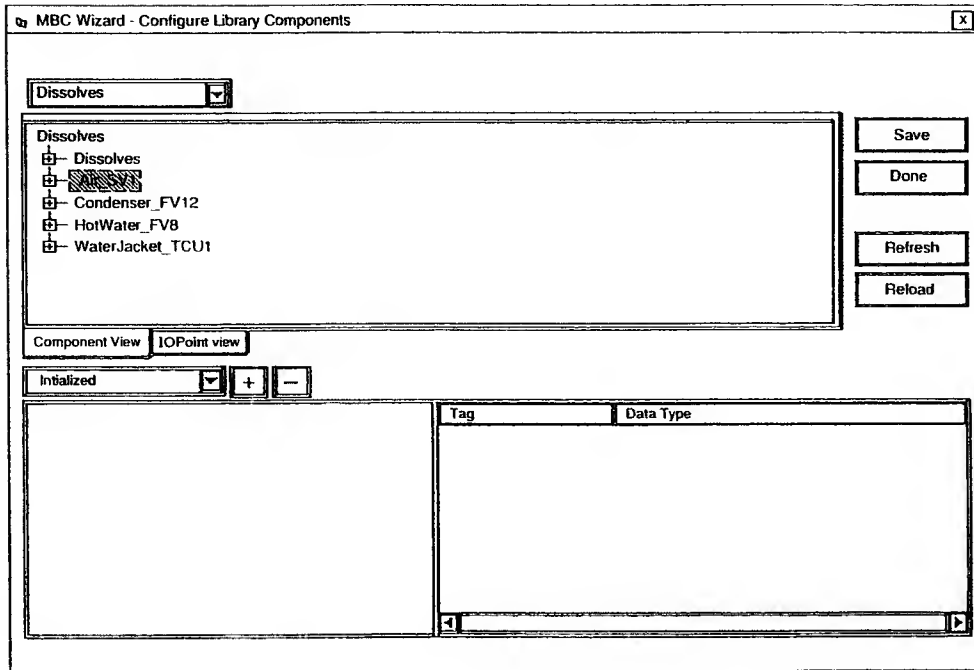 MBC Wizard - Configure Library Components
X
Dissolves
Dissolves
Dissolves
Air_SV1
Condenser_FV12
HotWater_FV8
WaterJacket_TCU1
Save
Done
Refresh
Reload
Component View IOPoint view
Intialized + −
Tag Data Type